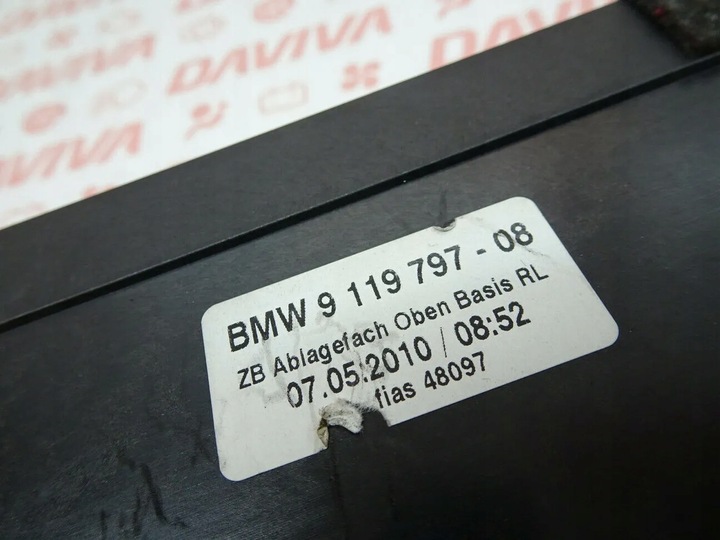 DAVIVA
DAVIVA
DAVIVA
BMW 9 119 797 - 08
ZB Ablagefach Oben Basis RL
07.05.2010 / 08:52
fias 48097